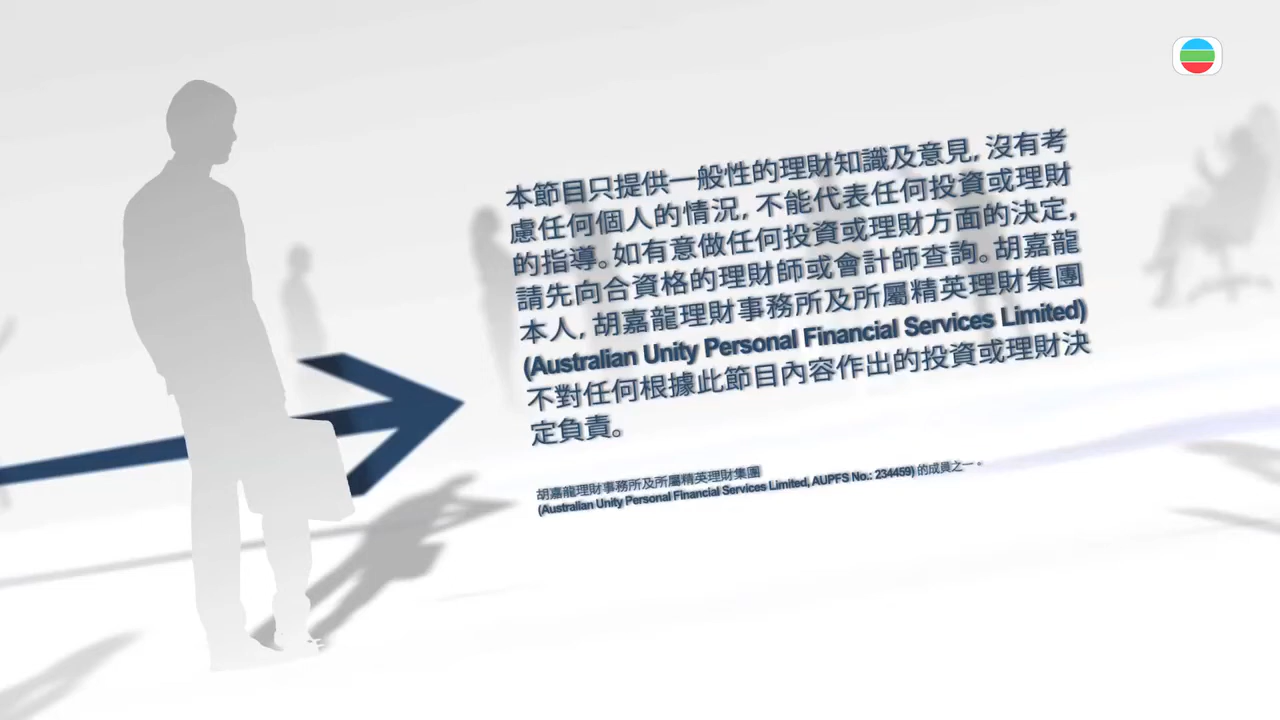 本節目只提供一般性的理財知識及意見, 沒有考
慮任何個人的情況, 不能代表任何投資或理財
的指導。如有意做任何投資或理財方面的決定,
請先向合資格的理財師或會計師查詢。胡嘉龍
本人, 胡嘉龍理財事務所及所屬精英理財集團
(Australian Unity Personal Financial Services Limited)
不對任何根據此節目內容作出的投資或理財決
定負責。
胡嘉龍理財事務所及所屬精英理財集團
(Australian Unity Personal Financial Services Limited, AUPFS No.: 234459) 的成員之一。